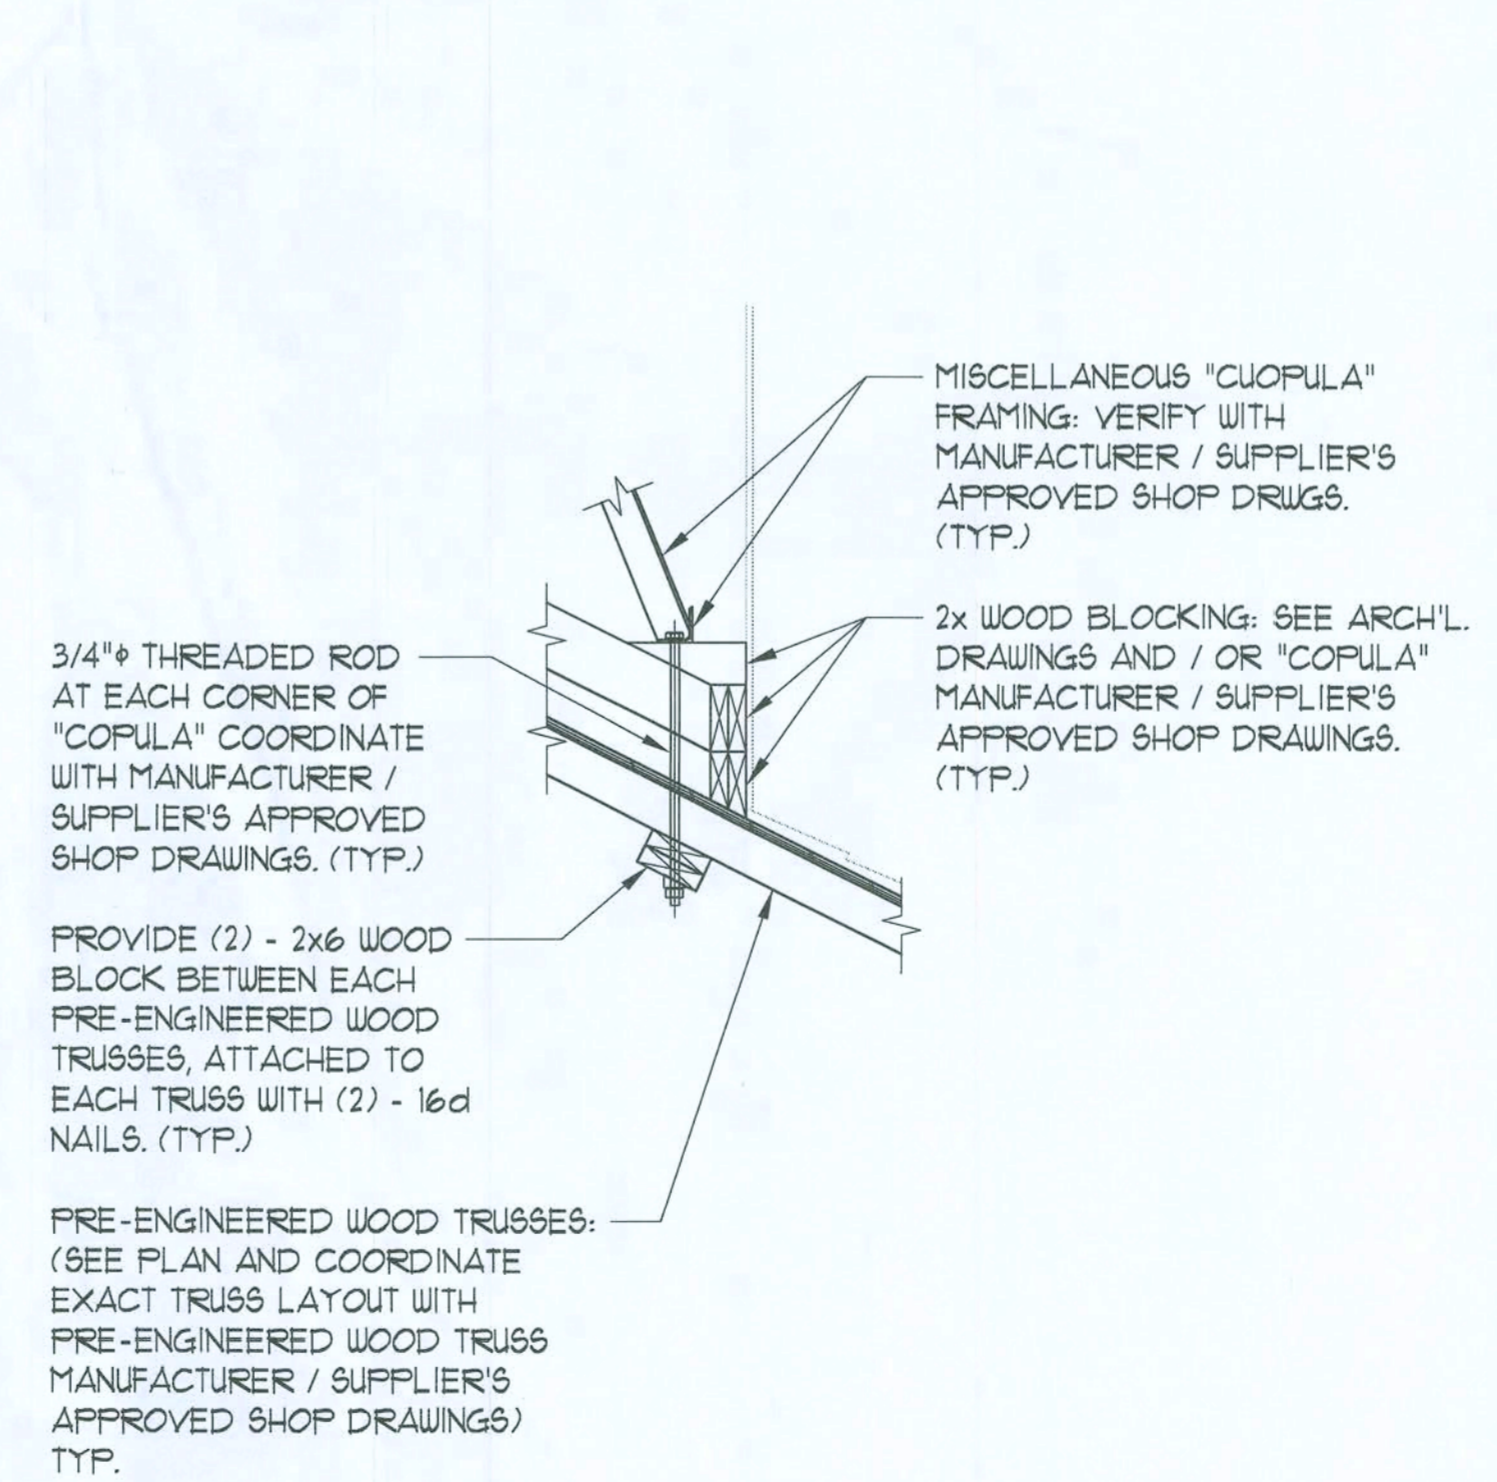 MISCELLANEOUS "CUOPULA"
FRAMING: VERIFY WITH
MANUFACTURER / SUPPLIER'S
APPROVED SHOP DRWGS.
(TYP.)
2x WOOD BLOCKING: SEE ARCH'L.
DRAWINGS AND / OR "COPULA"
MANUFACTURER / SUPPLIER'S
APPROVED SHOP DRAWINGS.
(TYP.)
3/4"φ THREADED ROD
AT EACH CORNER OF
"COPULA" COORDINATE
WITH MANUFACTURER /
SUPPLIER'S APPROVED
SHOP DRAWINGS. (TYP.)
PROVIDE (2) - 2x6 WOOD
BLOCK BETWEEN EACH
PRE-ENGINEERED WOOD
TRUSSES, ATTACHED TO
EACH TRUSS WITH (2) - 16d
NAILS. (TYP.)
PRE-ENGINEERED WOOD TRUSSES:
(SEE PLAN AND COORDINATE
EXACT TRUSS LAYOUT WITH
PRE-ENGINEERED WOOD TRUSS
MANUFACTURER / SUPPLIER'S
APPROVED SHOP DRAWINGS)
TYP.